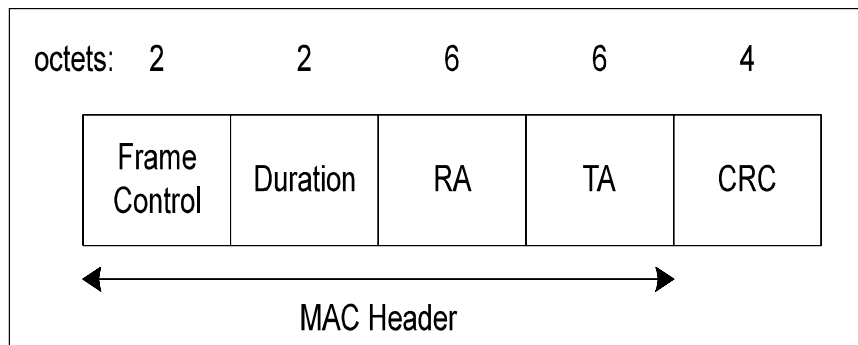 octets: 2 2 6 6 4
Frame Control Duration RA TA CRC
MAC Header